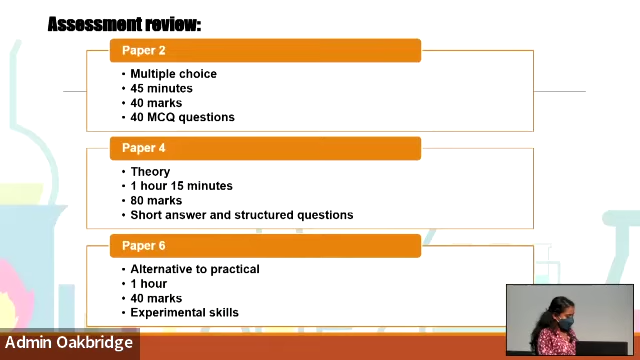 Assessment review:
Paper 2
• Multiple choice
• 45 minutes
• 40 marks
• 40 MCQ questions
Paper 4
• Theory
• 1 hour 15 minutes
• 80 marks
• Short answer and structured questions
Paper 6
• Alternative to practical
• 1 hour
• 40 marks
• Experimental skills
Admin Oakbridge